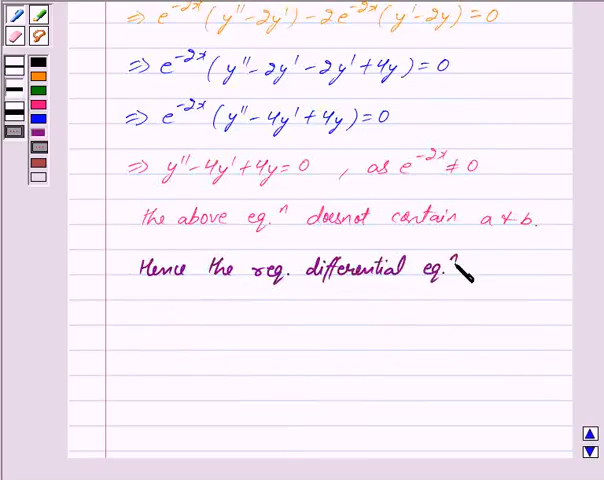 ⇒ e^-2x (y'' - 2y') - 2e^-2x (y' - 2y) = 0
⇒ e^-2x (y'' - 2y' - 2y' + 4y) = 0
⇒ e^-2x (y'' - 4y' + 4y) = 0
⇒ y'' - 4y' + 4y = 0 , as e^-2x ≠ 0
the above eq.^n doesnot contain a & b.
Hence the req. differential eq.^n